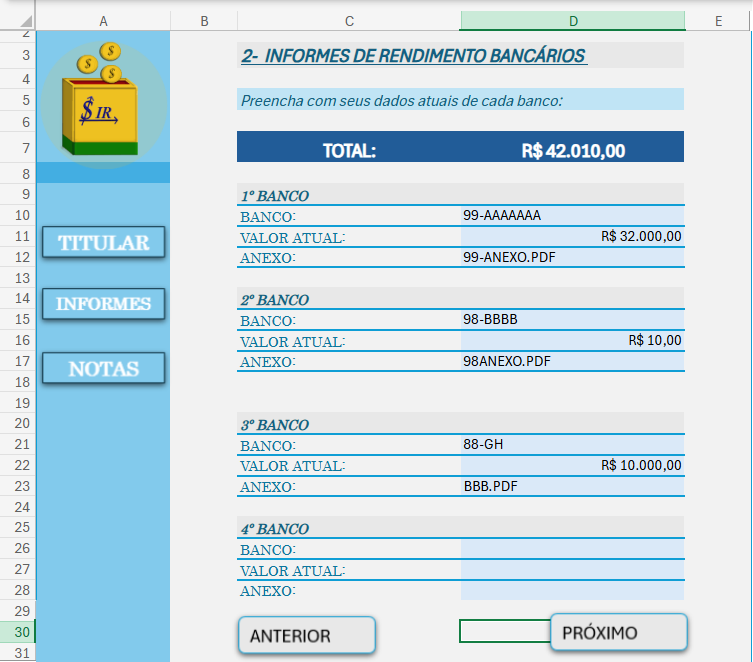 A B C D E
2
3 2- INFORMES DE RENDIMENTO BANCÁRIOS
4
5 Preencha com seus dados atuais de cada banco:
6
7 TOTAL: R$ 42.010,00
$ IR
8
9 1º BANCO
10 BANCO: 99-AAAAAAA
11 VALOR ATUAL: R$ 32.000,00
TITULAR
12 ANEXO: 99-ANEXO.PDF
13
14 2º BANCO
INFORMES
15 BANCO: 98-BBBB
16 VALOR ATUAL: R$ 10,00
17 ANEXO: 98ANEXO.PDF
NOTAS
18
19
20 3º BANCO
21 BANCO: 88-GH
22 VALOR ATUAL: R$ 10.000,00
23 ANEXO: BBB.PDF
24
25 4º BANCO
26 BANCO:
27 VALOR ATUAL:
28 ANEXO:
29
30 ANTERIOR PRÓXIMO
31